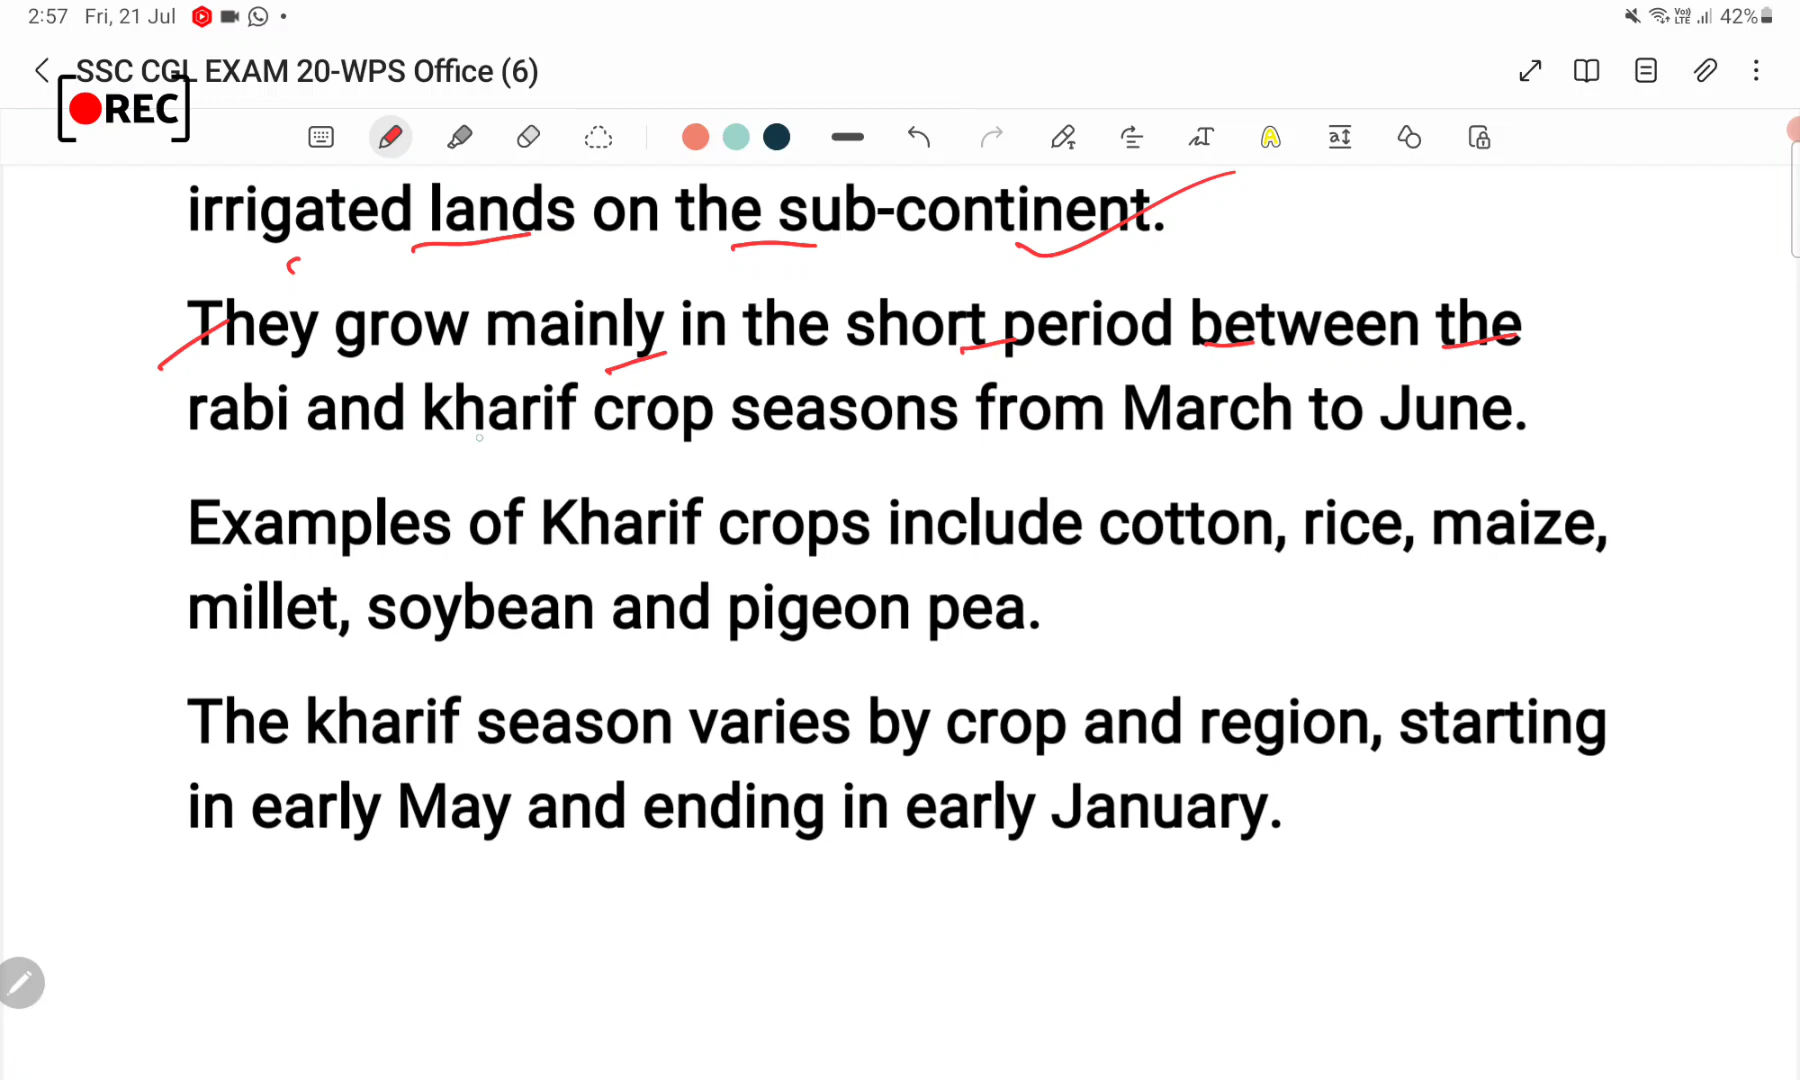 2:57 Fri, 21 Jul 42%
SSC CGL EXAM 20-WPS Office (6)
REC
irrigated lands on the sub-continent.
They grow mainly in the short period between the
rabi and kharif crop seasons from March to June.
Examples of Kharif crops include cotton, rice, maize,
millet, soybean and pigeon pea.
The kharif season varies by crop and region, starting
in early May and ending in early January.